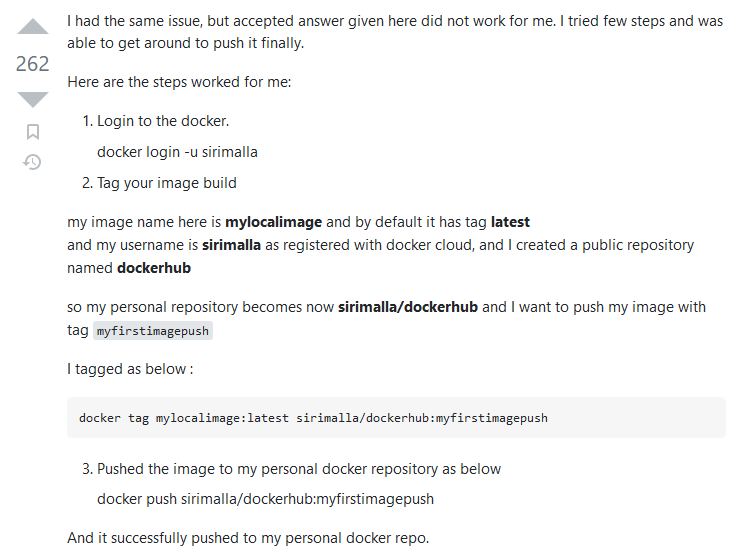 I had the same issue, but accepted answer given here did not work for me. I tried few steps and was
able to get around to push it finally.
262
Here are the steps worked for me:
1. Login to the docker.
docker login -u sirimalla
2. Tag your image build
my image name here is mylocalimage and by default it has tag latest
and my username is sirimalla as registered with docker cloud, and I created a public repository
named dockerhub
so my personal repository becomes now sirimalla/dockerhub and I want to push my image with
tag myfirstimagepush
I tagged as below :
docker tag mylocalimage:latest sirimalla/dockerhub:myfirstimagepush
3. Pushed the image to my personal docker repository as below
docker push sirimalla/dockerhub:myfirstimagepush
And it successfully pushed to my personal docker repo.